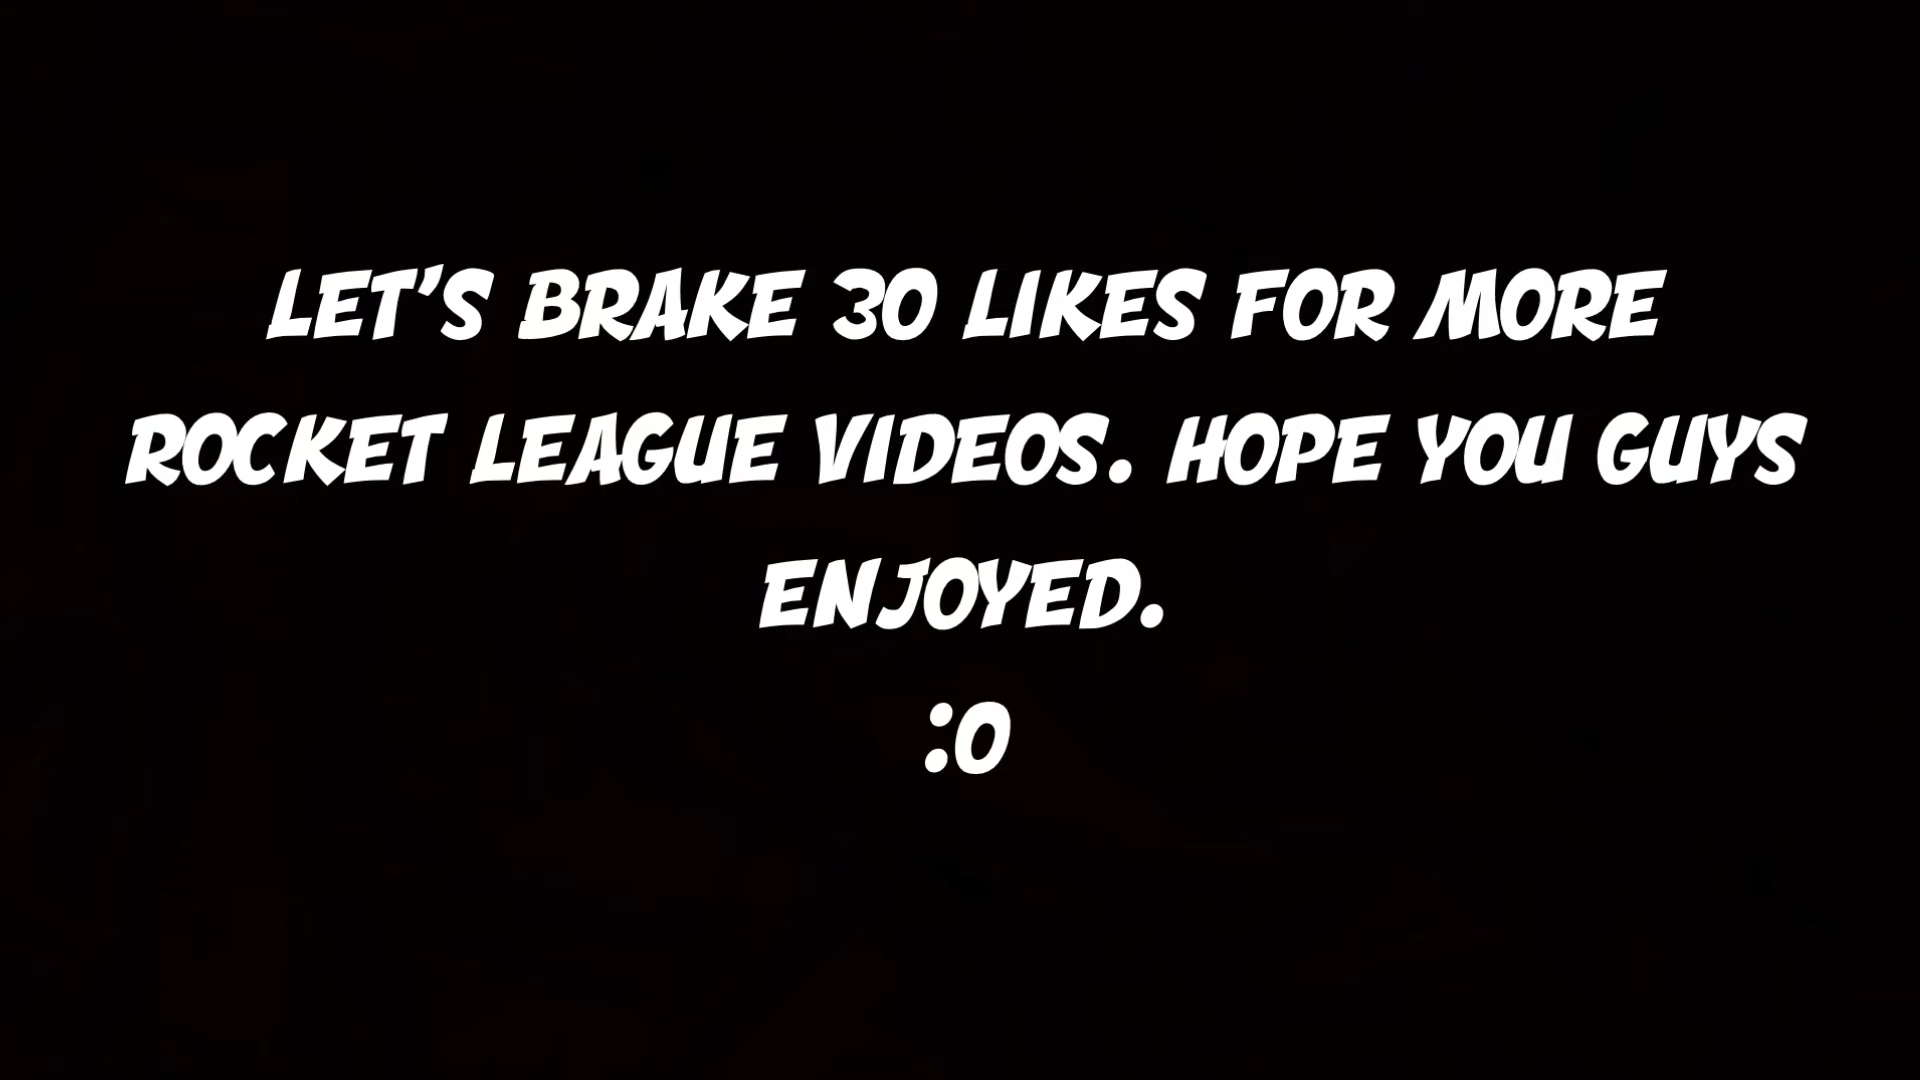 LET'S BRAKE 30 LIKES FOR MORE
ROCKET LEAGUE VIDEOS. HOPE YOU GUYS
ENJOYED.
:O